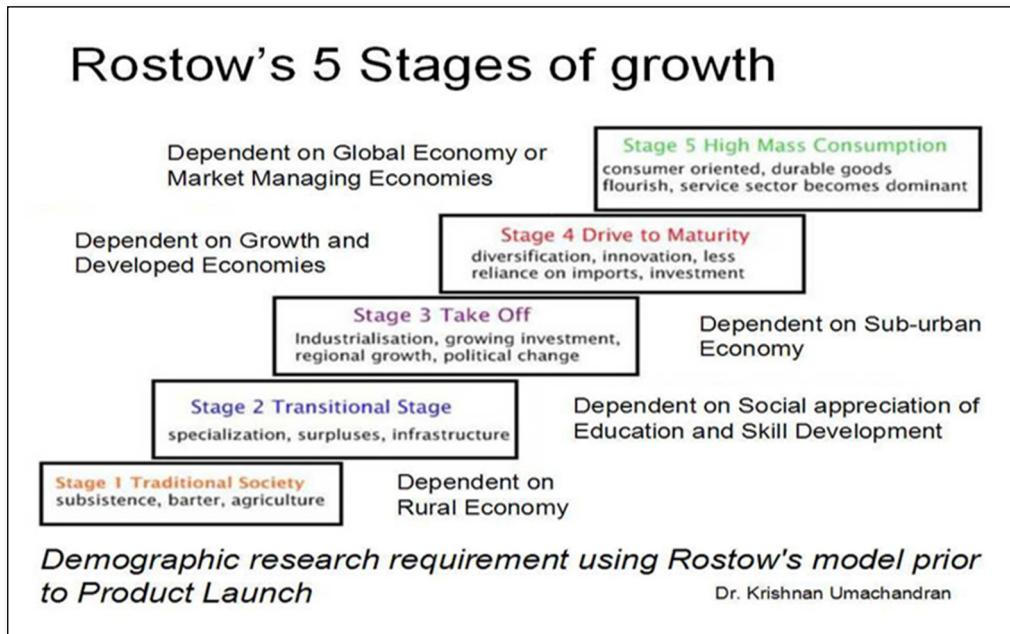 Rostow's 5 Stages of growth
Dependent on Global Economy or
Market Managing Economies
Stage 5 High Mass Consumption
consumer oriented, durable goods
flourish, service sector becomes dominant
Dependent on Growth and
Developed Economies
Stage 4 Drive to Maturity
diversification, innovation, less
reliance on imports, investment
Stage 3 Take Off
Industrialisation, growing investment,
regional growth, political change
Dependent on Sub-urban
Economy
Stage 2 Transitional Stage
specialization, surpluses, infrastructure
Dependent on Social appreciation of
Education and Skill Development
Stage 1 Traditional Society
subsistence, barter, agriculture
Dependent on
Rural Economy
Demographic research requirement using Rostow's model prior
to Product Launch
Dr. Krishnan Umachandran